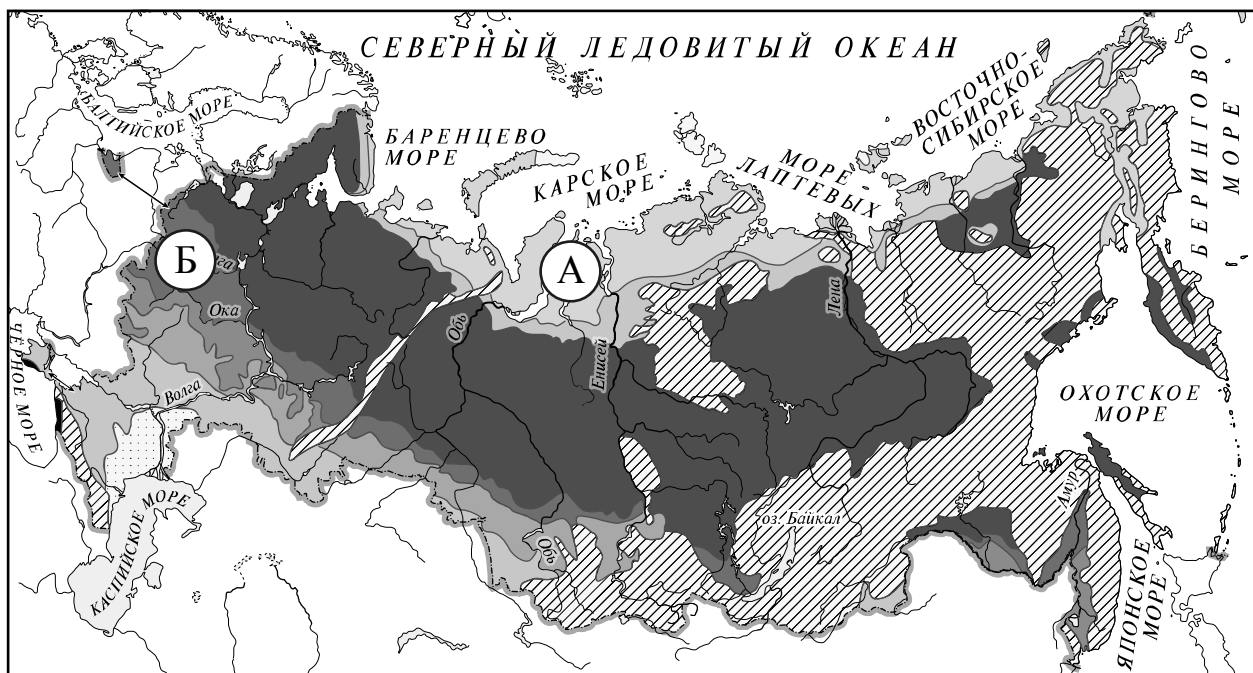 СЕВЕРНЫЙ ЛЕДОВИТЫЙ ОКЕАН
БАЛТИЙСКОЕ МОРЕ
БАРЕНЦЕВО
МОРЕ
КАРСКОЕ
МОРЕ
МОРЕ
ЛАПТЕВЫХ
ВОСТОЧНО-
СИБИРСКОЕ
МОРЕ
БЕРИНГОВО
МОРЕ
Б
А
Ока
Обь
Енисей
Лена
ЧЕРНОЕ МОРЕ
Волга
ОХОТСКОЕ
МОРЕ
КАСПИЙСКОЕ МОРЕ
Обь
оз. Байкал
Амур
ЯПОНСКОЕ
МОРЕ